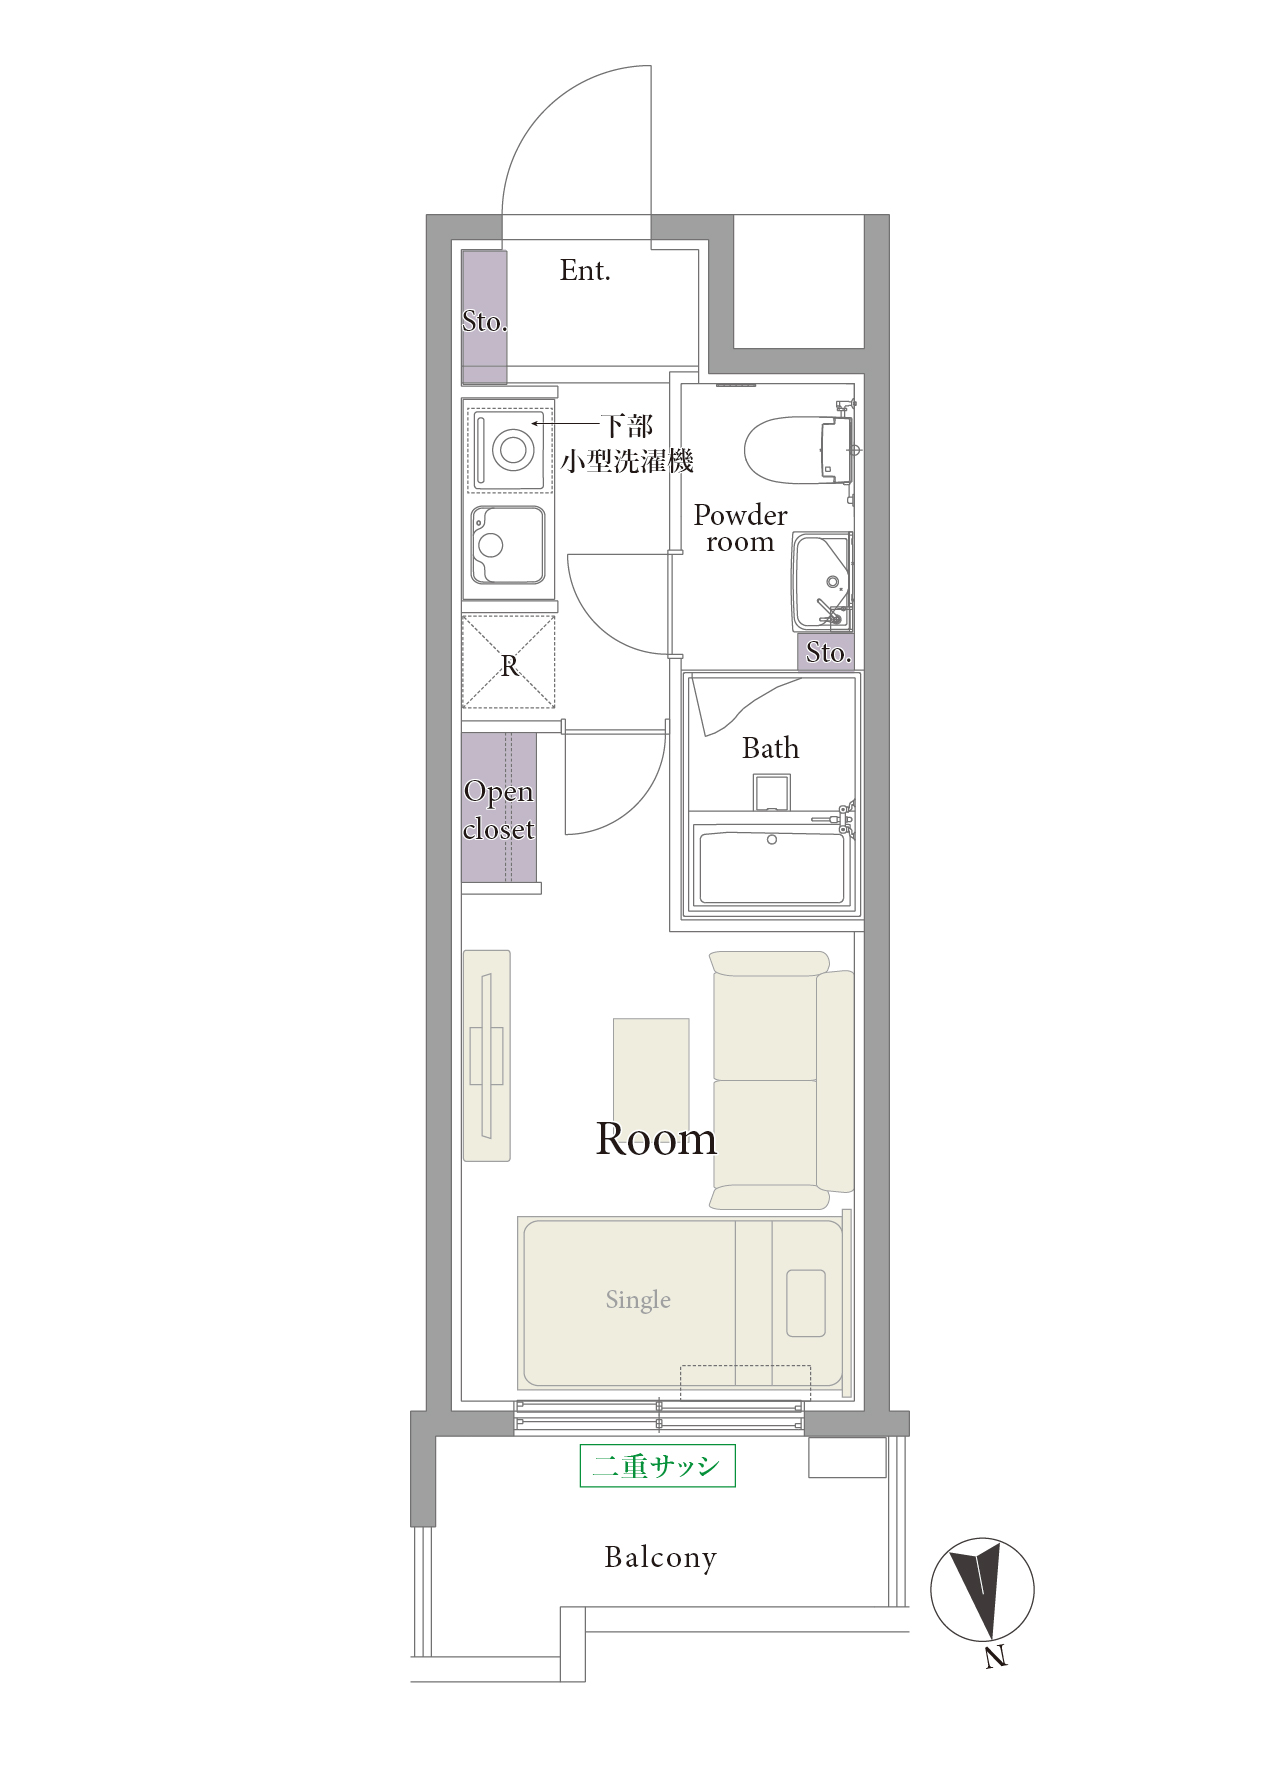 Ent.
Sto.
下部
小型洗濯機
Powder
room
Sto.
R
Bath
Open
closet
Room
Single
二重サッシ
Balcony
N